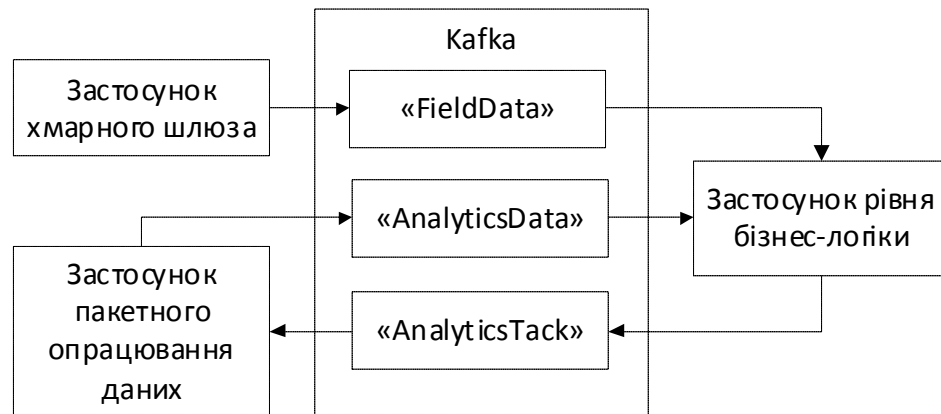 Kafka
Застосунок
хмарного шлюза
«FieldData»
«AnalyticsData»
Застосунок рівня
бізнес-логіки
Застосунок
пакетного
опрацювання
даних
«AnalyticsTack»